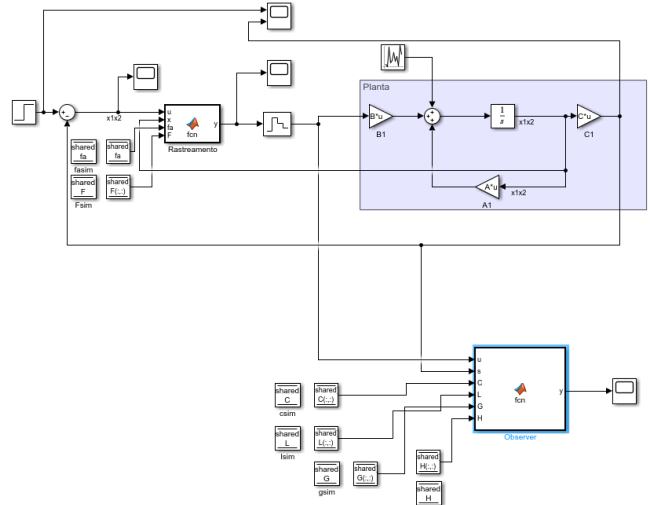 Planta
x1x2
u
x
fa
F
fcn
y
Rastreamento
shared
fa
fasim
shared
fa
shared
F
Fsim
shared
F(:,:)
B*u
B1
1
s
x1x2
C*u
C1
A*u
A1
x1x2
u
s
C
L
G
H
fcn
y
Observer
shared
C
csim
shared
C(:,:)
shared
L
lsim
shared
L(:,:)
shared
G
gsim
shared
G(:,:)
shared
H(:,:)
shared
H